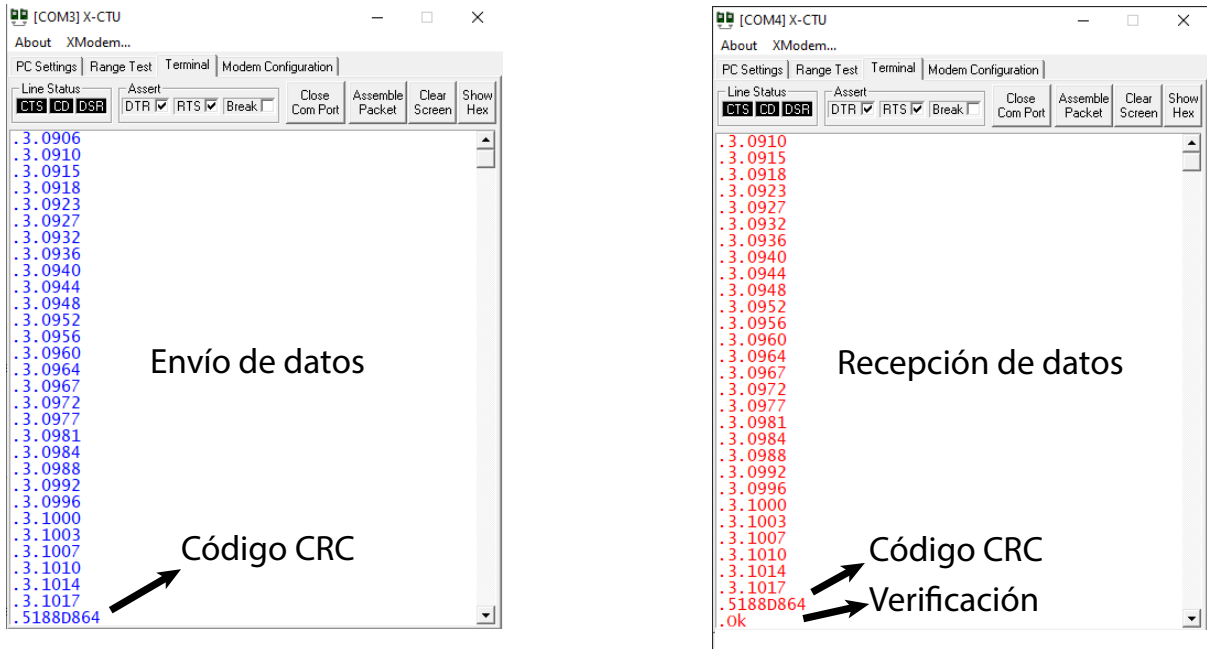 [COM3] X-CTU
About XModem...
PC Settings Range Test Terminal Modem Configuration
Line Status
CTS CD DSR
Assert
DTR RTS Break
Close Com Port
Assemble Packet
Clear Screen
Show Hex
.3.0906
.3.0910
.3.0915
.3.0918
.3.0923
.3.0927
.3.0932
.3.0936
.3.0940
.3.0944
.3.0948
.3.0952
.3.0956
.3.0960
.3.0964
.3.0967
.3.0972
.3.0977
.3.0981
.3.0984
.3.0988
.3.0992
.3.0996
.3.1000
.3.1003
.3.1007
.3.1010
.3.1014
.3.1017
.5188D864
Envío de datos
Código CRC
[COM4] X-CTU
About XModem...
PC Settings Range Test Terminal Modem Configuration
Line Status
CTS CD DSR
Assert
DTR RTS Break
Close Com Port
Assemble Packet
Clear Screen
Show Hex
.3.0910
.3.0915
.3.0918
.3.0923
.3.0927
.3.0932
.3.0936
.3.0940
.3.0944
.3.0948
.3.0952
.3.0956
.3.0960
.3.0964
.3.0967
.3.0972
.3.0977
.3.0981
.3.0984
.3.0988
.3.0992
.3.0996
.3.1000
.3.1003
.3.1007
.3.1010
.3.1014
.3.1017
.5188D864
.Ok
Recepción de datos
Código CRC
Verificación